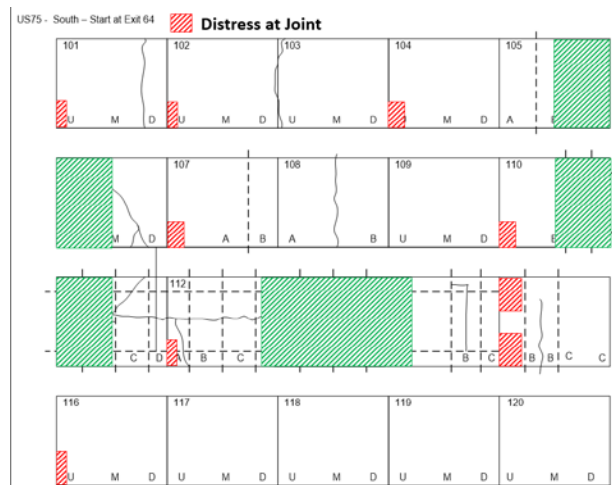 US75 - South – Start at Exit 64
Distress at Joint
101 102 103 104 105
U M D U M D U M D M D A
107 108 109 110
M D A B A B U M D U M D
112
C D A B C B C B B C C
116 117 118 119 120
U M D U M D U M D U M D U M D